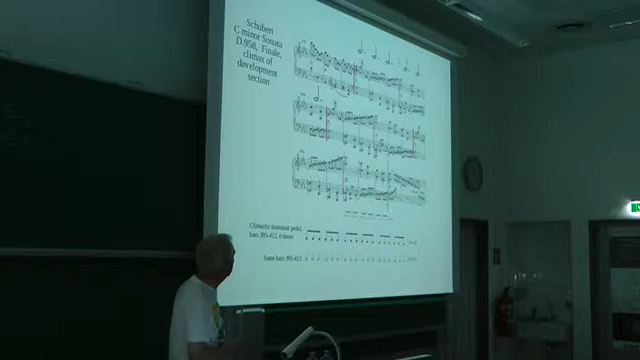 Schubert
C minor Sonata
D.958, Finale,
climax of
development
section
Climactic dominant pedal,
bars 395-412, 6 times
Same bars 395-412